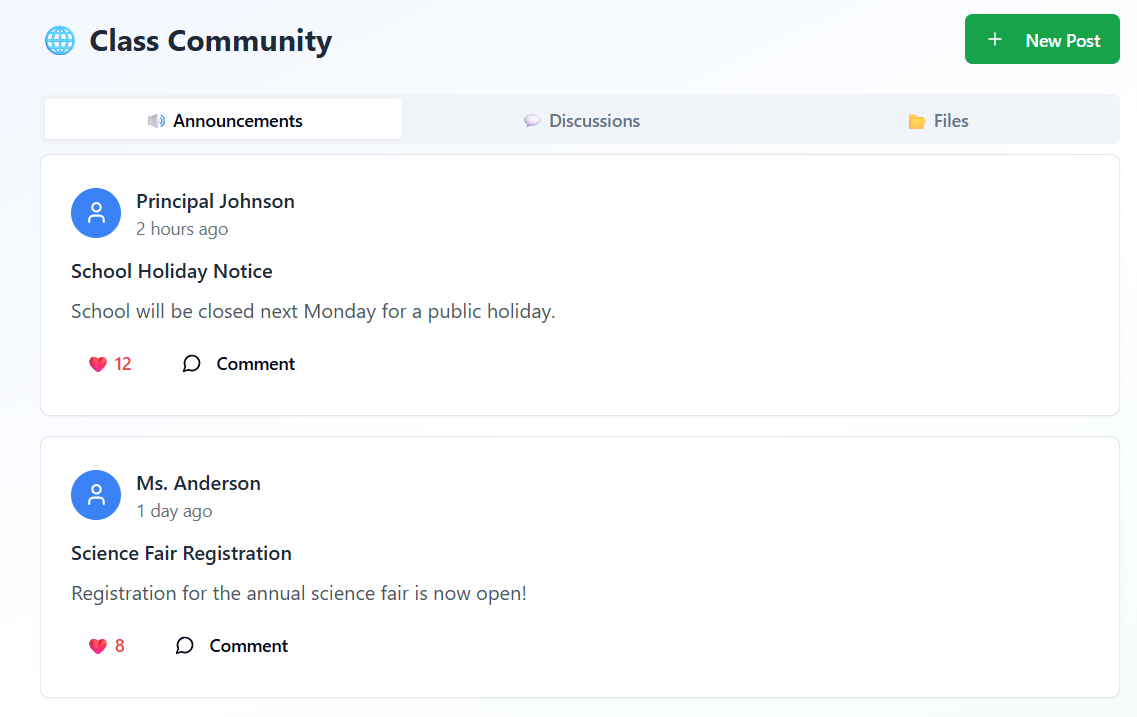 Class Community
New Post
Announcements
Discussions
Files
Principal Johnson
2 hours ago
School Holiday Notice
School will be closed next Monday for a public holiday.
12
Comment
Ms. Anderson
1 day ago
Science Fair Registration
Registration for the annual science fair is now open!
8
Comment